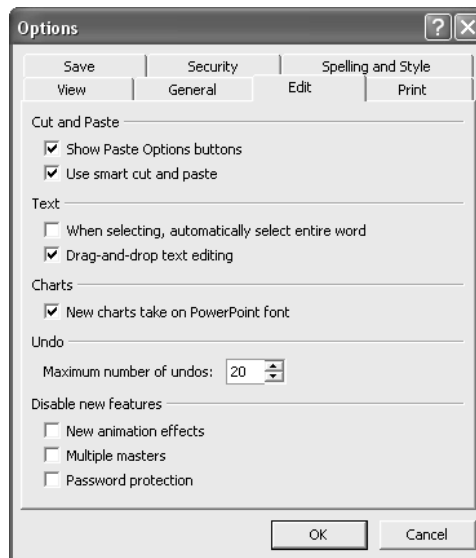 Options
Save Security Spelling and Style
View General Edit Print
Cut and Paste
Show Paste Options buttons
Use smart cut and paste
Text
When selecting, automatically select entire word
Drag-and-drop text editing
Charts
New charts take on PowerPoint font
Undo
Maximum number of undos: 20
Disable new features
New animation effects
Multiple masters
Password protection
OK Cancel